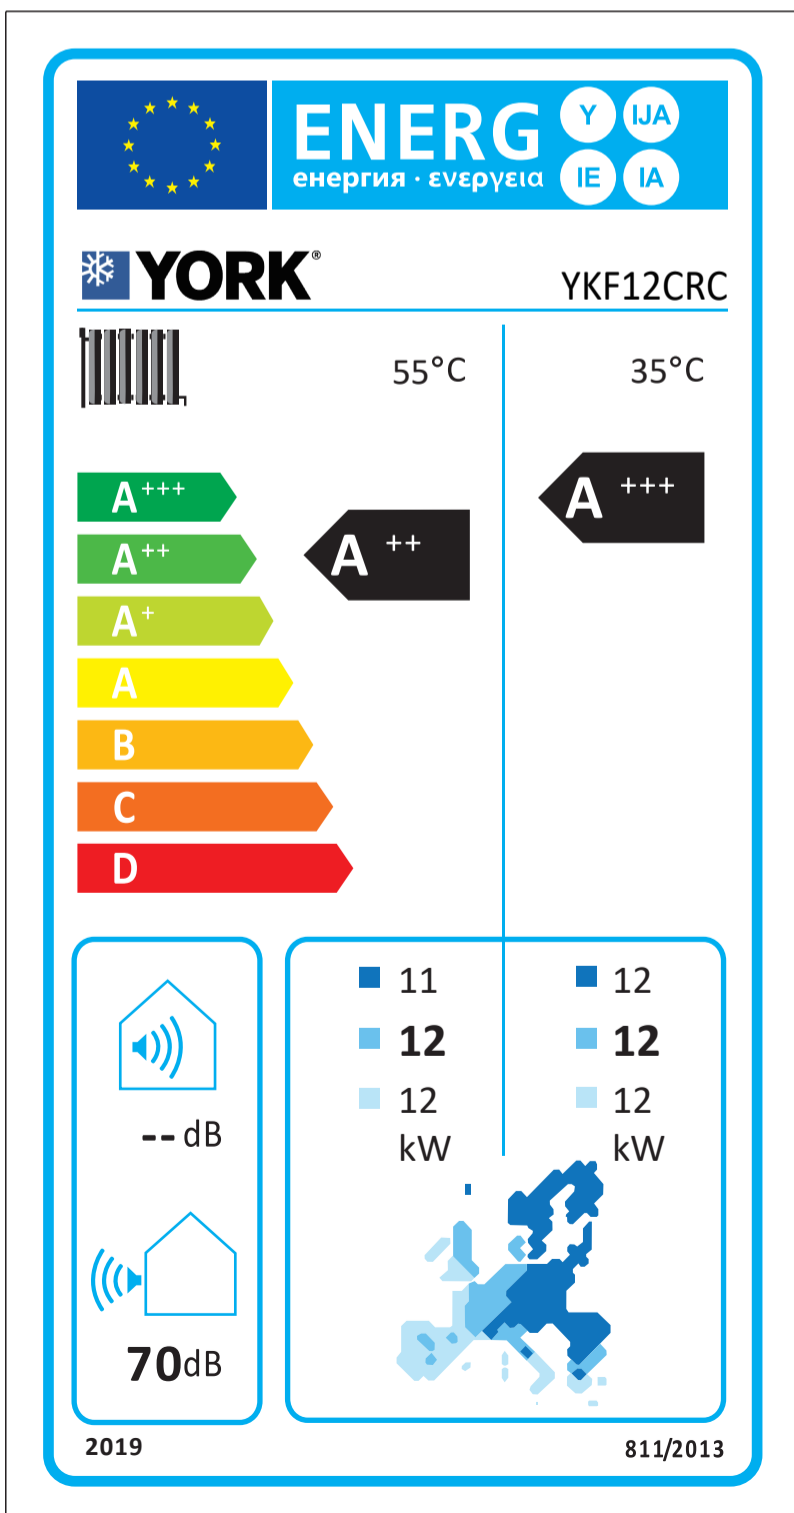 ENERG Y IJA
енергия · ενεργεια IE IA
YORK® YKF12CRC
55°C 35°C
A+++
A++
A+
A
B
C
D
A ++
A +++
-- dB
70dB
11 12
12 12
12 12
kW kW
2019 811/2013